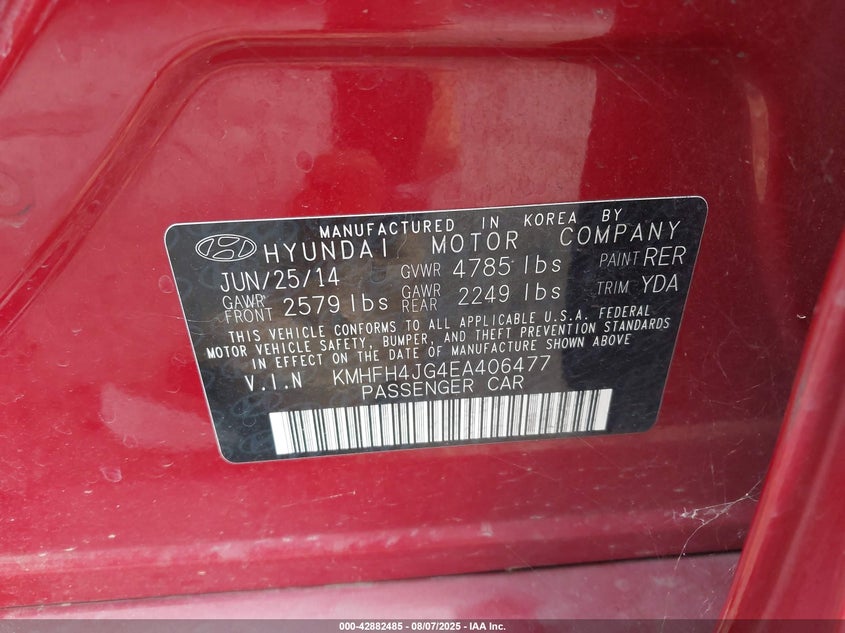 MANUFACTURED IN KOREA BY
HYUNDAI MOTOR COMPANY
JUN/25/14 GVWR 4785 lbs PAINT RER
GAWR FRONT 2579 lbs GAWR REAR 2249 lbs TRIM YDA
THIS VEHICLE CONFORMS TO ALL APPLICABLE U.S.A. FEDERAL
MOTOR VEHICLE SAFETY, BUMPER, AND THEFT PREVENTION STANDARDS
IN EFFECT ON THE DATE OF MANUFACTURE SHOWN ABOVE
V.I.N KMHFH4JG4EA406477
PASSENGER CAR
000-42882485 - 08/07/2025 - IAA Inc.